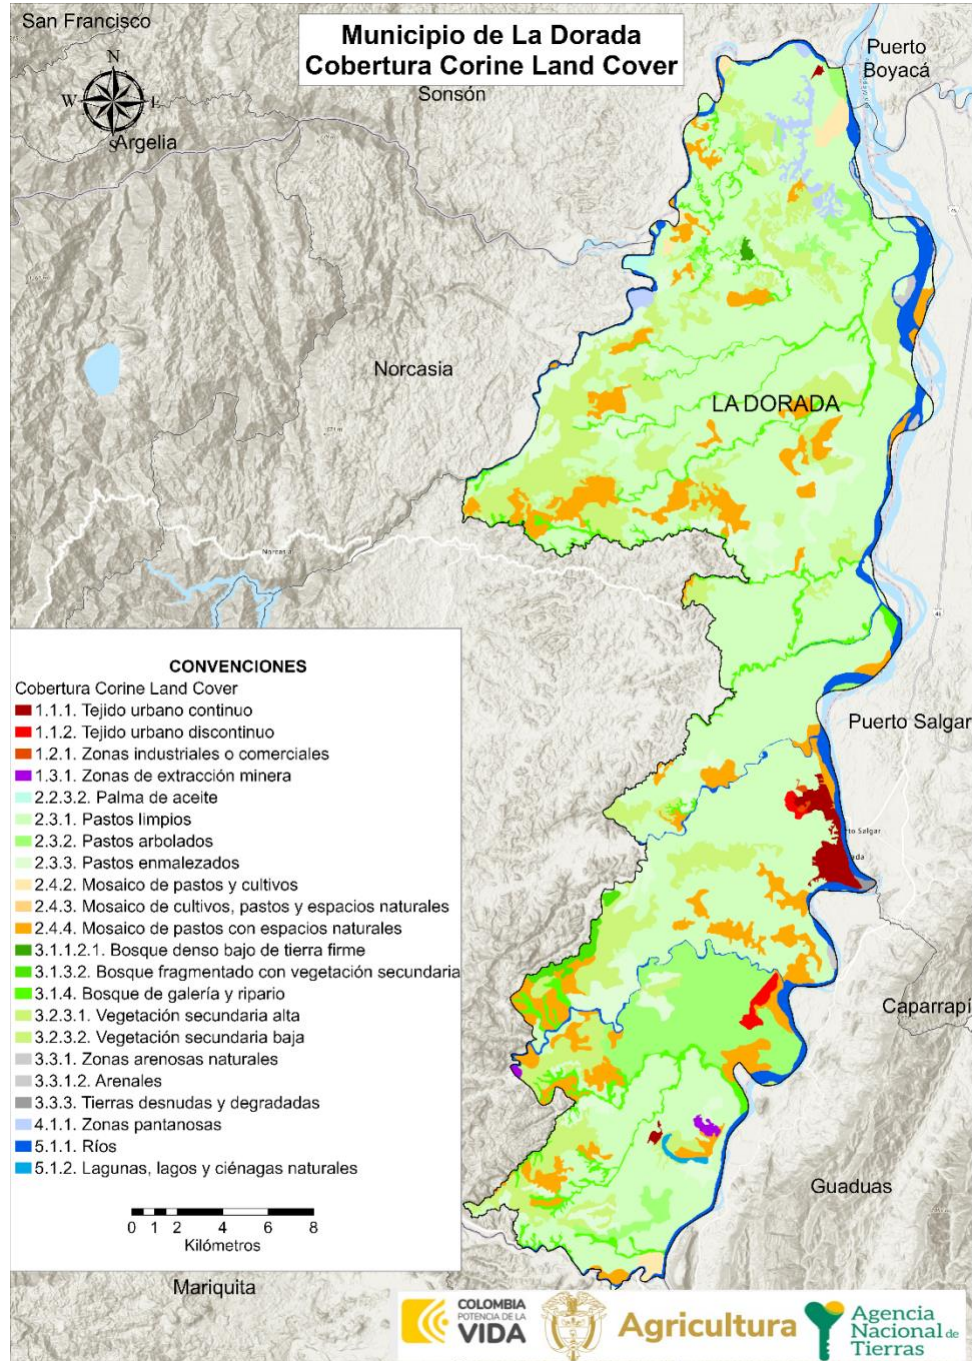 San Francisco
Municipio de La Dorada
Cobertura Corine Land Cover
Puerto
Boyacá
Sonsón
N
W
E
S
Argelia
Norcasia
LA DORADA
Norcasia
CONVENCIONES
Cobertura Corine Land Cover
1.1.1. Tejido urbano continuo
1.1.2. Tejido urbano discontinuo
1.2.1. Zonas industriales o comerciales
1.3.1. Zonas de extracción minera
2.2.3.2. Palma de aceite
2.3.1. Pastos limpios
2.3.2. Pastos arbolados
2.3.3. Pastos enmalezados
2.4.2. Mosaico de pastos y cultivos
2.4.3. Mosaico de cultivos, pastos y espacios naturales
2.4.4. Mosaico de pastos con espacios naturales
3.1.1.2.1. Bosque denso bajo de tierra firme
3.1.3.2. Bosque fragmentado con vegetación secundaria
3.1.4. Bosque de galería y ripario
3.2.3.1. Vegetación secundaria alta
3.2.3.2. Vegetación secundaria baja
3.3.1. Zonas arenosas naturales
3.3.1.2. Arenales
3.3.3. Tierras desnudas y degradadas
4.1.1. Zonas pantanosas
5.1.1. Ríos
5.1.2. Lagunas, lagos y ciénagas naturales
0 1 2 4 6 8
Kilómetros
Puerto Salgar
to Salgar
ada
Caparrapí
Guaduas
Mariquita
COLOMBIA
POTENCIA DE LA
VIDA
Agricultura
Agencia
Nacional de
Tierras